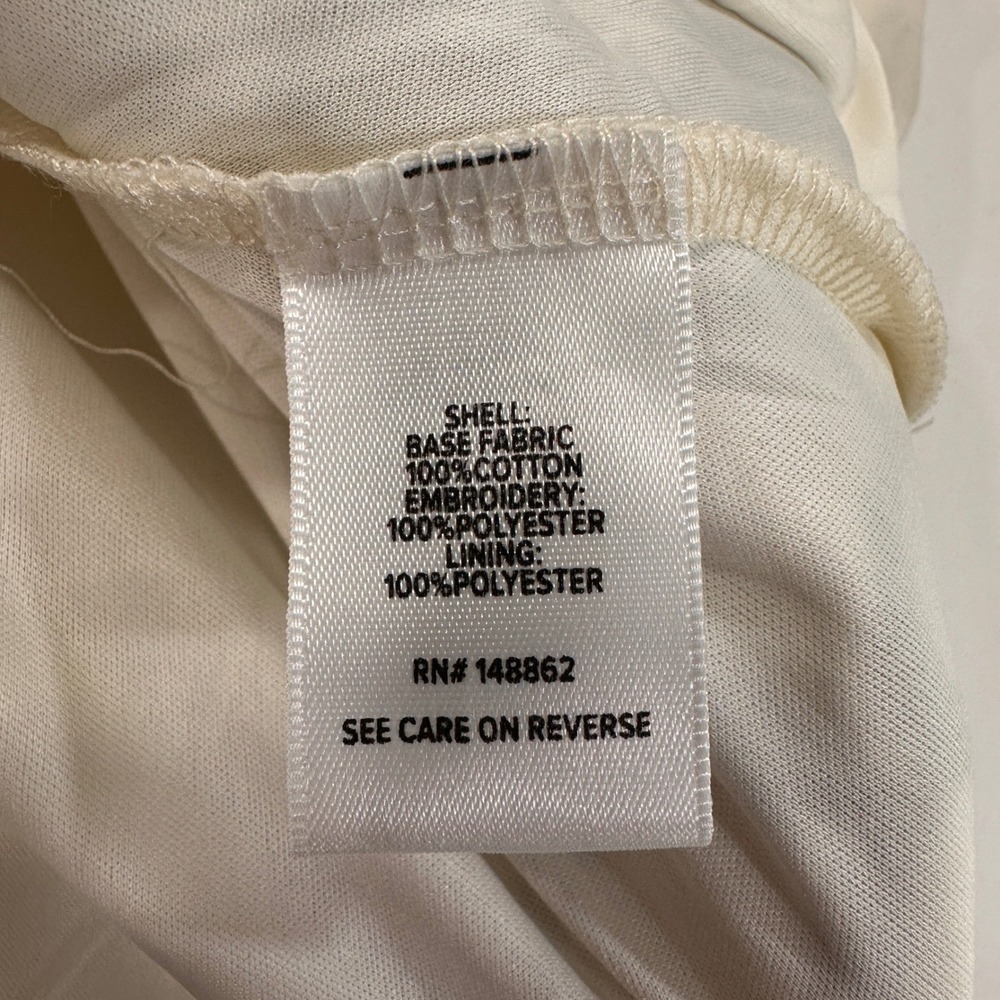 SHELL:
BASE FABRIC
100%COTTON
EMBROIDERY:
100%POLYESTER
LINING:
100%POLYESTER
RN# 148862
SEE CARE ON REVERSE